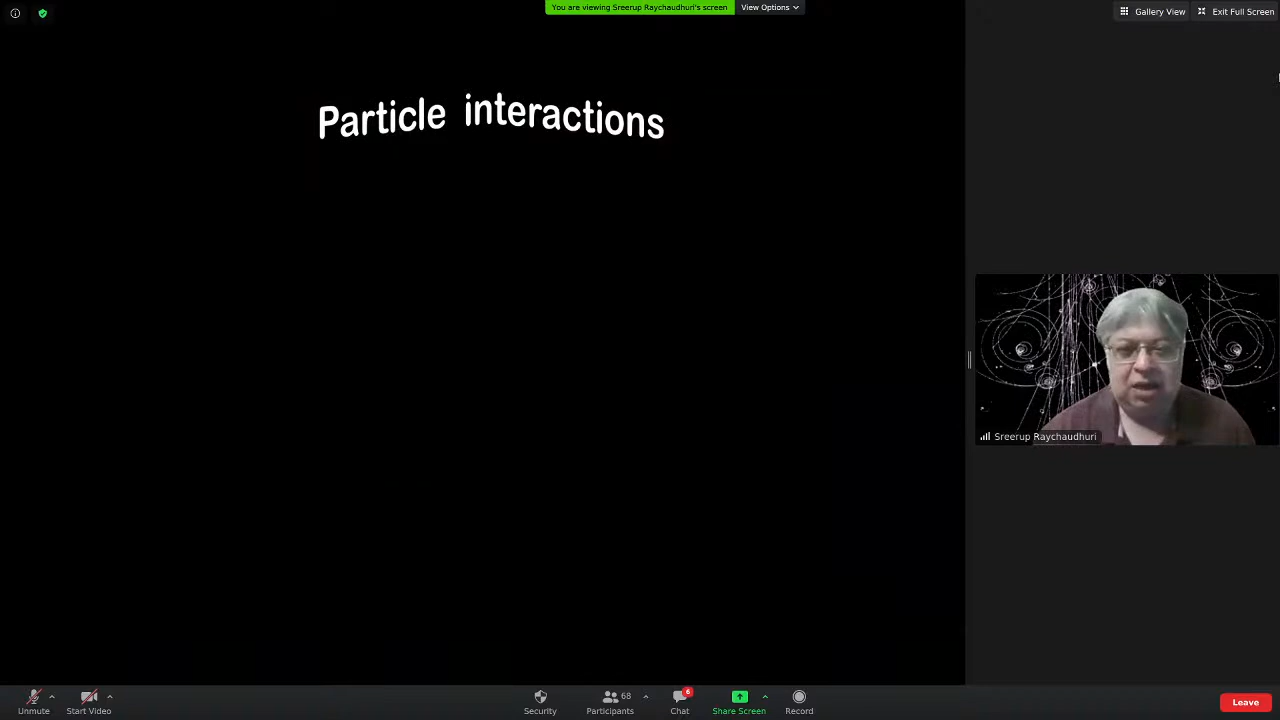 You are viewing Sreerup Raychaudhuri's screen
View Options
Gallery View
Exit Full Screen
Particle interactions
Sreerup Raychaudhuri
Unmute
Start Video
Security
68
Participants
6
Chat
Share Screen
Record
Leave